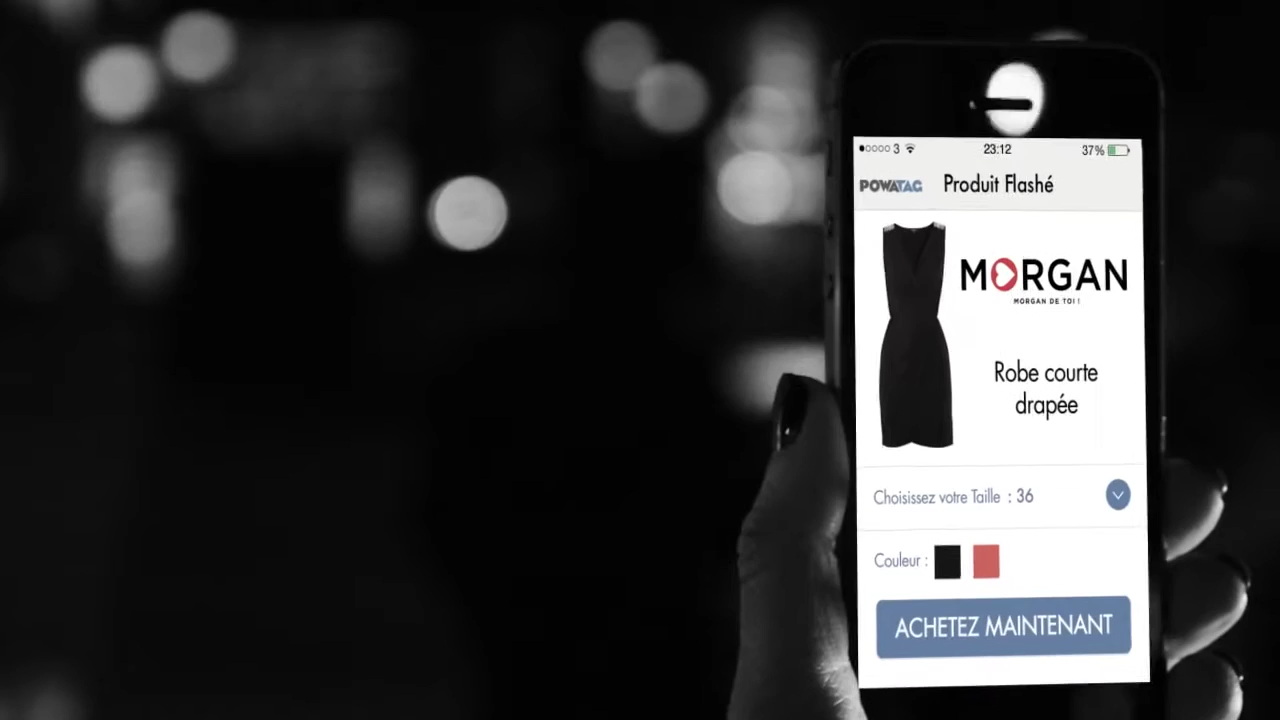 3 23:12 37%
POWATAG Produit Flashé
MORGAN
MORGAN DE TOI !
Robe courte
drapée
Choisissez votre Taille : 36
Couleur :
ACHETEZ MAINTENANT